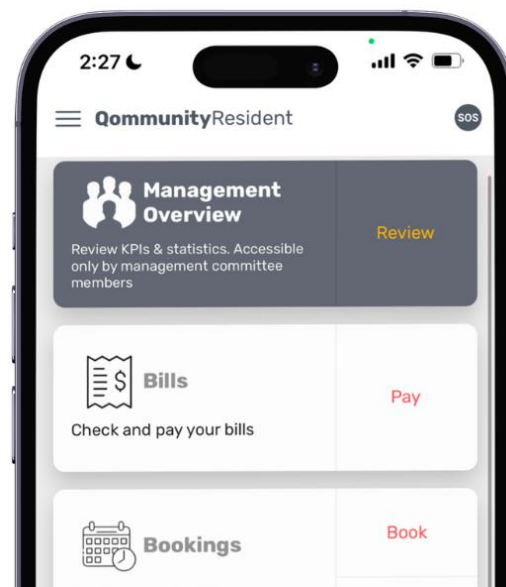 2:27
QommunityResident
SOS
Management
Overview
Review KPIs & statistics. Accessible
only by management committee
members
Review
$ Bills
Check and pay your bills
Pay
Bookings
Book